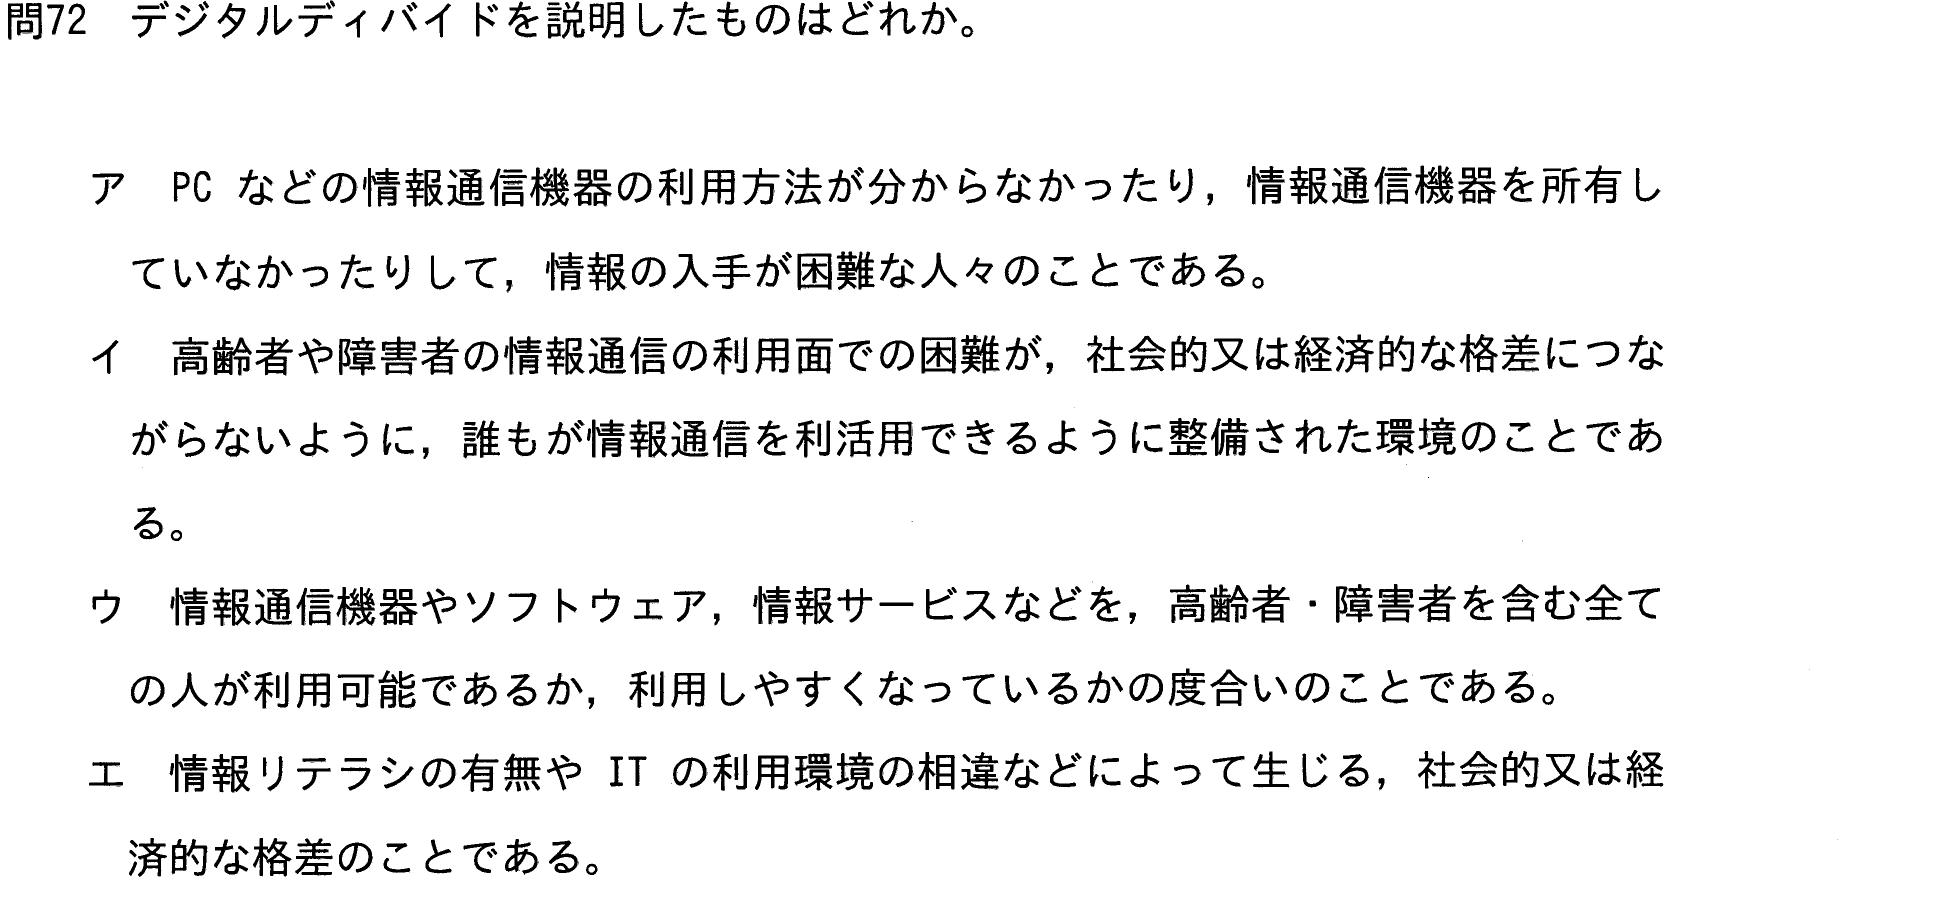 問72　デジタルディバイドを説明したものはどれか。
ア　PC などの情報通信機器の利用方法が分からなかったり，情報通信機器を所有し
ていなかったりして，情報の入手が困難な人々のことである。
イ　高齢者や障害者の情報通信の利用面での困難が，社会的又は経済的な格差につな
がらないように，誰もが情報通信を利活用できるように整備された環境のことであ
る。
ウ　情報通信機器やソフトウェア，情報サービスなどを，高齢者・障害者を含む全て
の人が利用可能であるか，利用しやすくなっているかの度合いのことである。
エ　情報リテラシの有無や IT の利用環境の相違などによって生じる，社会的又は経
済的な格差のことである。